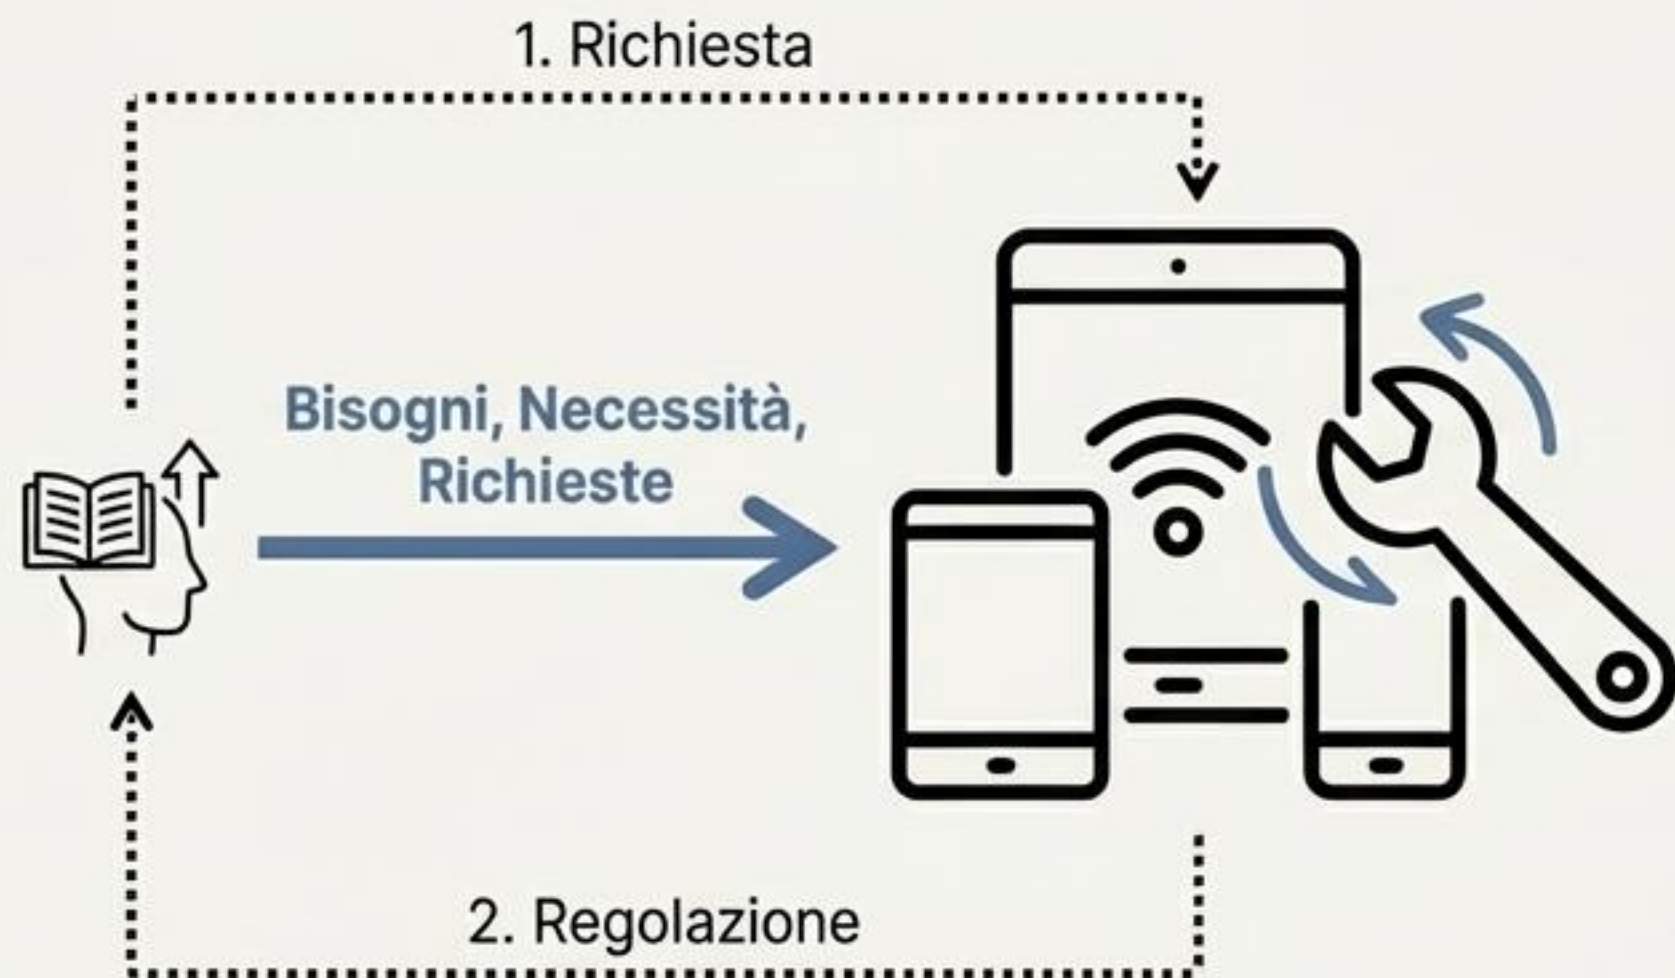 1. Richiesta
Bisogni, Necessità,
Richieste
2. Regolazione